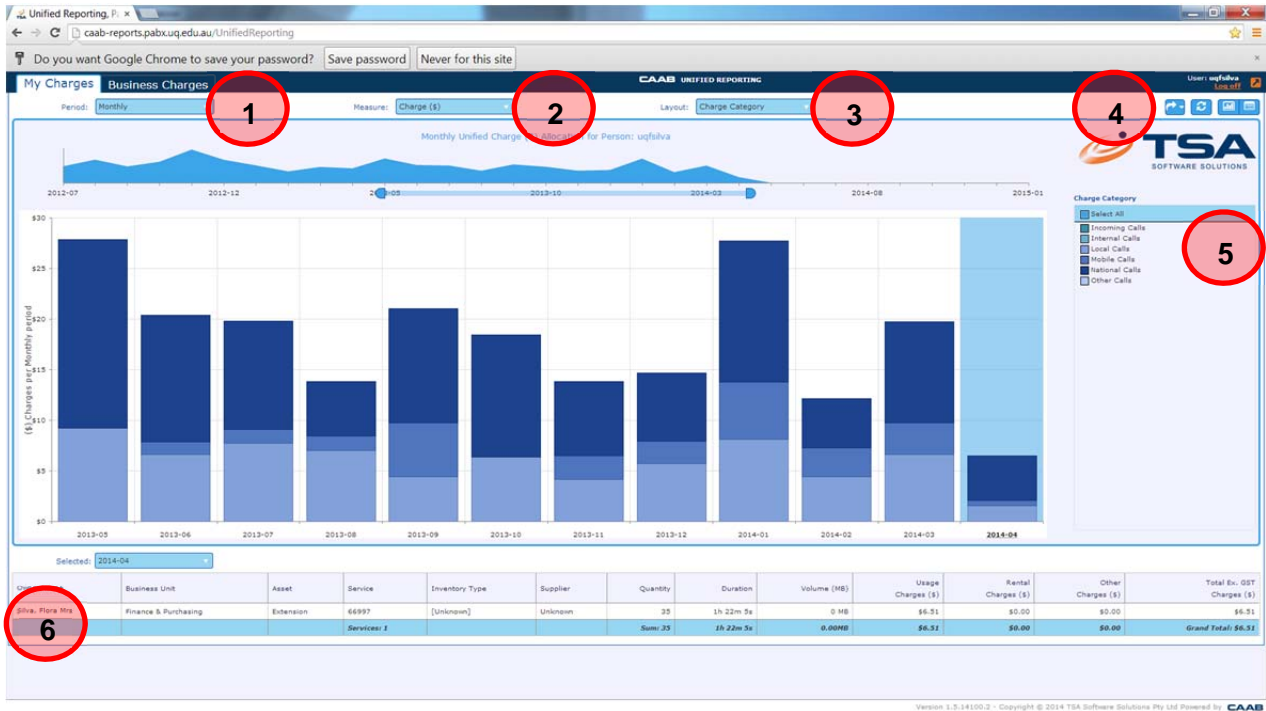 Unified Reporting, P
caab-reports.pabx.uq.edu.au/UnifiedReporting
Do you want Google Chrome to save your password? Save password Never for this site
My Charges Business Charges
CAAB UNIFIED REPORTING
User: uqfsilva
Log off
Period: Monthly Measure: Charge ($) Layout: Charge Category
1 2 3 4
Monthly Unified Charge ($) Allocation for Person: uqfsilva
TSA
SOFTWARE SOLUTIONS
2012-07 2012-12 2013-05 2013-10 2014-03 2014-08 2015-01
Charge Category
Select All
Incoming Calls
Internal Calls
Local Calls
Mobile Calls
National Calls
Other Calls
5
($) Charges per Monthly period
$30
$25
$20
$15
$10
$5
$0
2013-05 2013-06 2013-07 2013-08 2013-09 2013-10 2013-11 2013-12 2014-01 2014-02 2014-03 2014-04
Selected: 2014-04
Business Unit Asset Service Inventory Type Supplier Quantity Duration Volume (MB) Usage Charges ($) Rental Charges ($) Other Charges ($) Total Ex. GST Charges ($)
Silva, Flora Mrs Finance & Purchasing Extension 66997 [Unknown] Unknown 35 1h 22m 5s 0 MB $6.51 $0.00 $0.00 $6.51
6
Services: 1 Sum: 35 1h 22m 5s 0.00MB $6.51 $0.00 $0.00 Grand Total: $6.51
Version 1.5.14100.2 - Copyright © 2014 TSA Software Solutions Pty Ltd Powered by CAAB